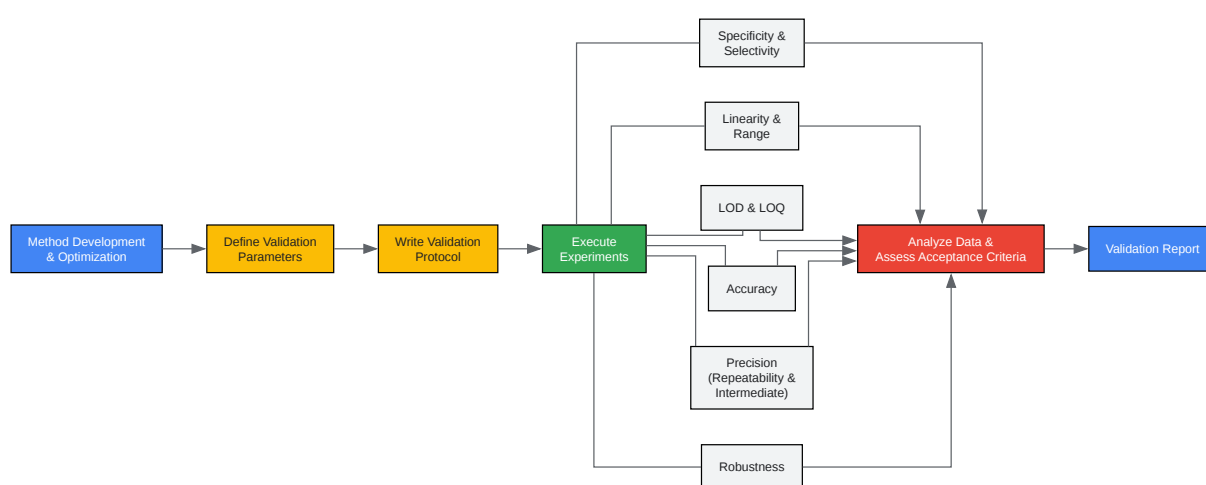 Specificity &
Selectivity
Linearity &
Range
LOD & LOQ
Method Development
& Optimization
Define Validation
Parameters
Write Validation
Protocol
Execute
Experiments
Analyze Data &
Assess Acceptance Criteria
Validation Report
Accuracy
Precision
(Repeatability &
Intermediate)
Robustness